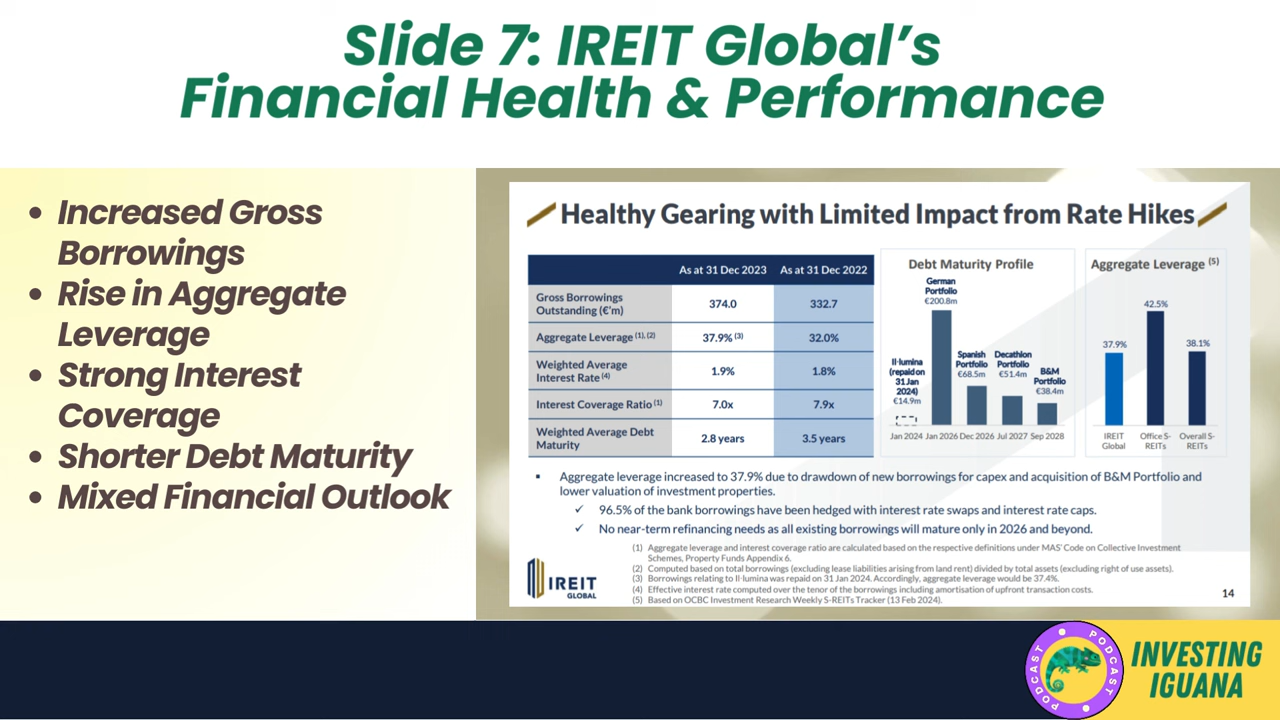 Slide 7: IREIT Global's
Financial Health & Performance
• Increased Gross
Borrowings
• Rise in Aggregate
Leverage
• Strong Interest
Coverage
• Shorter Debt Maturity
• Mixed Financial Outlook
Healthy Gearing with Limited Impact from Rate Hikes
As at 31 Dec 2023 As at 31 Dec 2022
Gross Borrowings
Outstanding (€'m) 374.0 332.7
Aggregate Leverage (1), (2) 37.9% (3) 32.0%
Weighted Average
Interest Rate (4) 1.9% 1.8%
Interest Coverage Ratio (1) 7.0x 7.9x
Weighted Average Debt
Maturity 2.8 years 3.5 years
Debt Maturity Profile
German
Portfolio
€200.8m
Il·lumina
(repaid on
31 Jan
2024)
€14.9m
Spanish
Portfolio
€68.5m
Decathlon
Portfolio
€51.4m
B&M
Portfolio
€38.4m
Jan 2024 Jan 2026 Dec 2026 Jul 2027 Sep 2028
Aggregate Leverage (5)
37.9%
42.5%
38.1%
IREIT
Global
Office S-
REITs
Overall S-
REITs
▪ Aggregate leverage increased to 37.9% due to drawdown of new borrowings for capex and acquisition of B&M Portfolio and
lower valuation of investment properties.
✓ 96.5% of the bank borrowings have been hedged with interest rate swaps and interest rate caps.
✓ No near-term refinancing needs as all existing borrowings will mature only in 2026 and beyond.
(1) Aggregate leverage and interest coverage ratio are calculated based on the respective definitions under MAS' Code on Collective Investment
Schemes, Property Funds Appendix 6.
(2) Computed based on total borrowings (excluding lease liabilities arising from land rent) divided by total assets (excluding right of use assets).
(3) Borrowings relating to Il·lumina was repaid on 31 Jan 2024. Accordingly, aggregate leverage would be 37.4%.
(4) Effective interest rate computed over the tenor of the borrowings including amortisation of upfront transaction costs.
(5) Based on OCBC Investment Research Weekly S-REITs Tracker (13 Feb 2024).
IREIT
GLOBAL
14
PODCAST
PODCAST
INVESTING
IGUANA